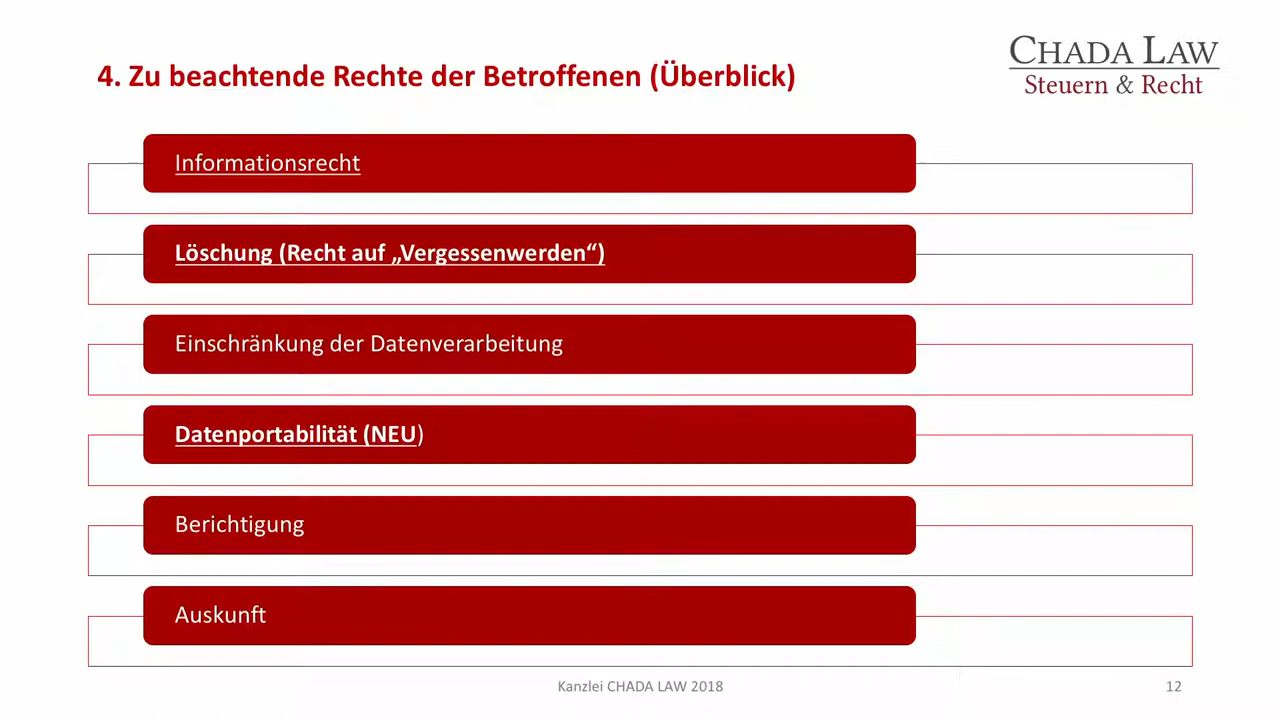 CHADA LAW
Steuern & Recht
4. Zu beachtende Rechte der Betroffenen (Überblick)
Informationsrecht
Löschung (Recht auf „Vergessenwerden“)
Einschränkung der Datenverarbeitung
Datenportabilität (NEU)
Berichtigung
Auskunft
Kanzlei CHADA LAW 2018
12